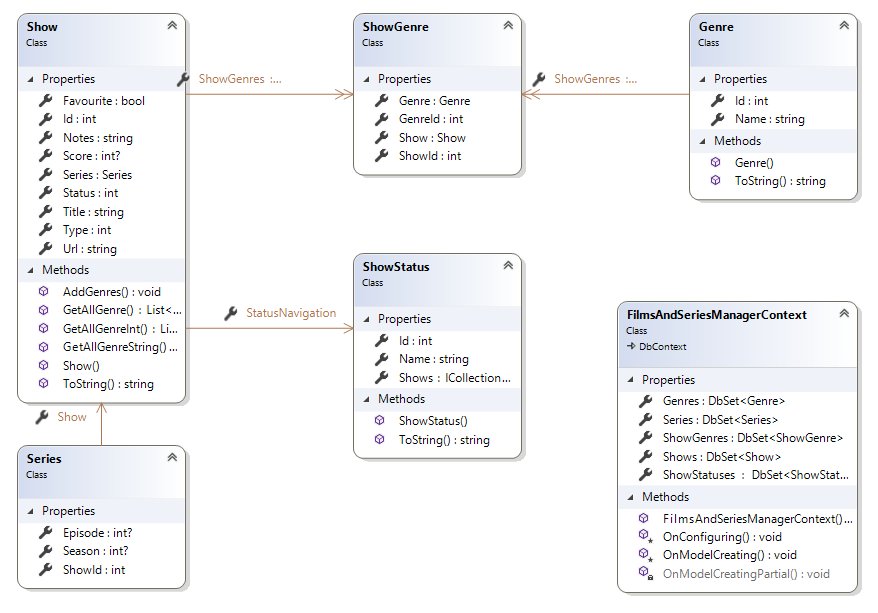 Show
Class
Properties
Favourite : bool
Id : int
Notes : string
Score : int?
Series : Series
Status : int
Title : string
Type : int
Url : string
Methods
AddGenres() : void
GetAllGenre() : List<...
GetAllGenreInt() : Li...
GetAllGenreString() ...
Show()
ToString() : string
ShowGenres :...
ShowGenre
Class
Properties
Genre : Genre
GenreId : int
Show : Show
ShowId : int
ShowGenres :...
Genre
Class
Properties
Id : int
Name : string
Methods
Genre()
ToString() : string
StatusNavigation
ShowStatus
Class
Properties
Id : int
Name : string
Shows : ICollection...
Methods
ShowStatus()
ToString() : string
Show
Series
Class
Properties
Episode : int?
Season : int?
ShowId : int
FilmsAndSeriesManagerContext
Class
DbContext
Properties
Genres : DbSet<Genre>
Series : DbSet<Series>
ShowGenres : DbSet<ShowGenre>
Shows : DbSet<Show>
ShowStatuses : DbSet<ShowStat...
Methods
FilmsAndSeriesManagerContext()...
OnConfiguring() : void
OnModelCreating() : void
OnModelCreatingPartial() : void